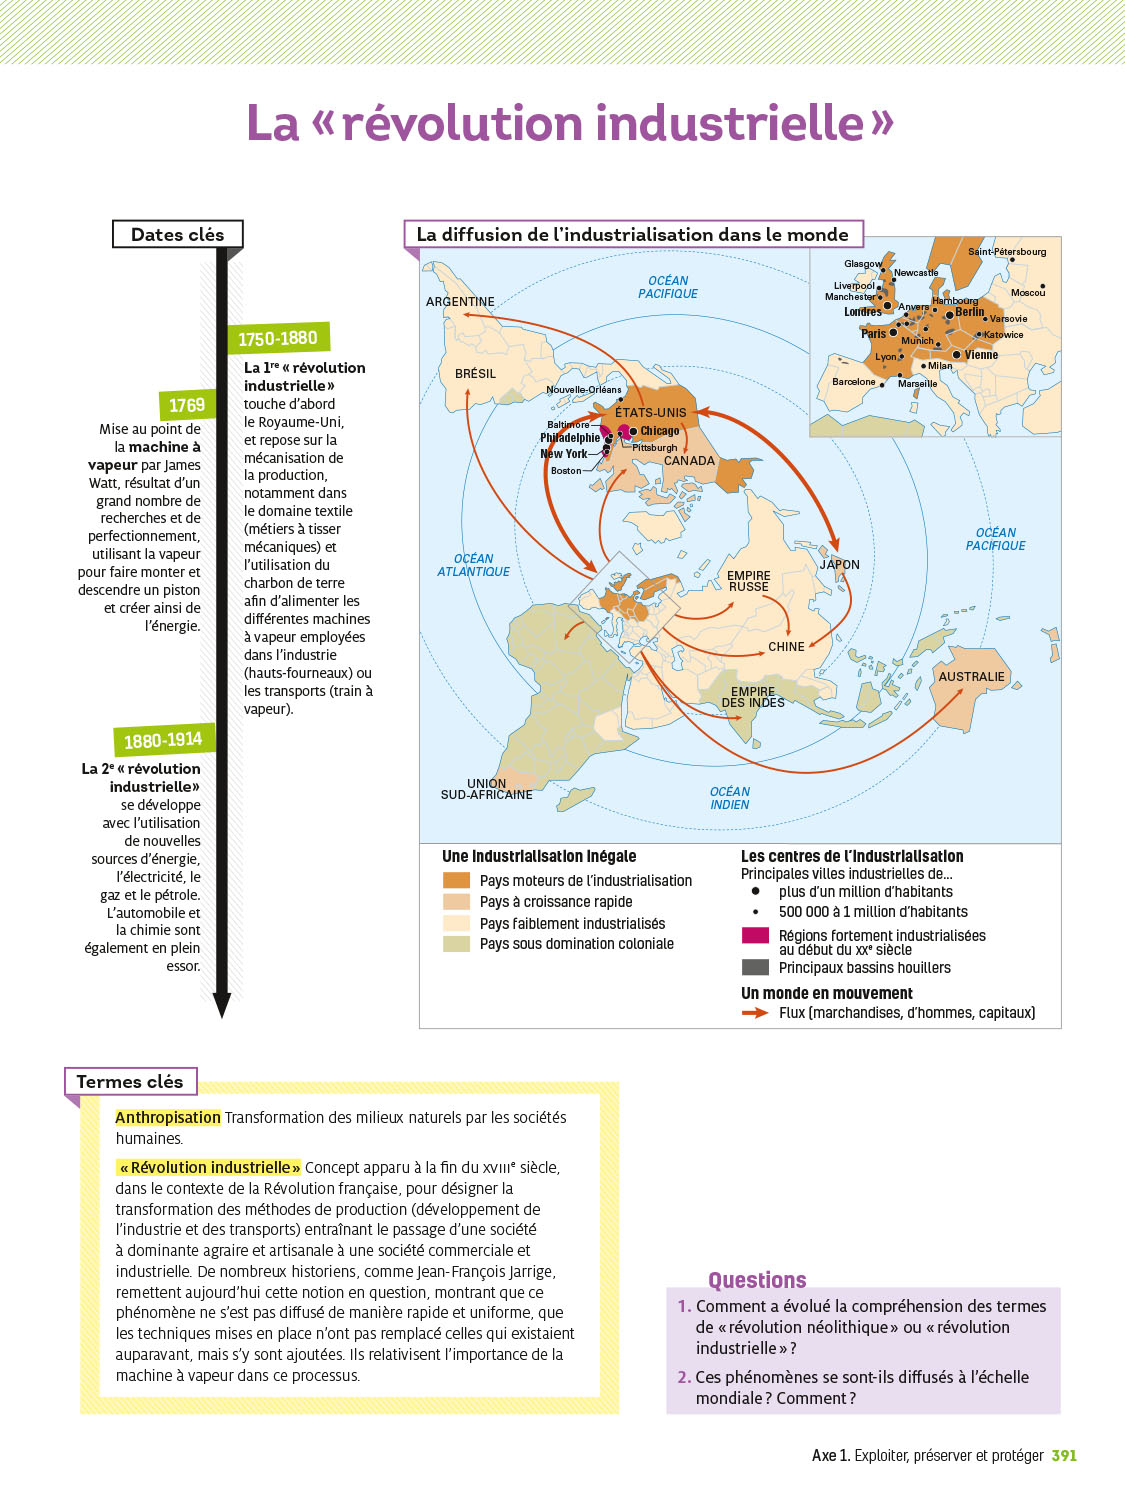 La « révolution industrielle »
Dates clés
1750-1880
La 1re « révolution
industrielle »
touche d’abord
le Royaume-Uni,
et repose sur la
mécanisation de
la production,
notamment dans
le domaine textile
(métiers à tisser
mécaniques) et
l’utilisation du
charbon de terre
afin d’alimenter les
différentes machines
à vapeur employées
dans l’industrie
(hauts-fourneaux) ou
les transports (train à
vapeur).
1769
Mise au point de
la machine à
vapeur par James
Watt, résultat d’un
grand nombre de
recherches et de
perfectionnement,
utilisant la vapeur
pour faire monter et
descendre un piston
et créer ainsi de
l’énergie.
1880-1914
La 2e « révolution
industrielle»
se développe
avec l’utilisation
de nouvelles
sources d’énergie,
l’électricité, le
gaz et le pétrole.
L’automobile et
la chimie sont
également en plein
essor.
La diffusion de l’industrialisation dans le monde
OCÉAN
PACIFIQUE
ARGENTINE
BRÉSIL
Nouvelle-Orléans
ÉTATS-UNIS
Baltimore
Chicago
Philadelphie
Pittsburgh
New York
CANADA
Boston
OCÉAN
ATLANTIQUE
OCÉAN
PACIFIQUE
JAPON
EMPIRE
RUSSE
CHINE
AUSTRALIE
EMPIRE
DES INDES
UNION
SUD-AFRICAINE
OCÉAN
INDIEN
Saint-Pétersbourg
Glasgow
Newcastle
Liverpool
Moscou
Manchester
Hambourg
Londres
Anvers
Berlin
Varsovie
Paris
Katowice
Munich
Lyon
Vienne
Milan
Barcelone
Marseille
Une industrialisation inégale
Pays moteurs de l’industrialisation
Pays à croissance rapide
Pays faiblement industrialisés
Pays sous domination coloniale
Les centres de l’industrialisation
Principales villes industrielles de...
plus d’un million d’habitants
500 000 à 1 million d’habitants
Régions fortement industrialisées
au début du XXe siècle
Principaux bassins houillers
Un monde en mouvement
Flux (marchandises, d’hommes, capitaux)
Termes clés
Anthropisation Transformation des milieux naturels par les sociétés
humaines.
« Révolution industrielle » Concept apparu à la fin du XVIIIe siècle,
dans le contexte de la Révolution française, pour désigner la
transformation des méthodes de production (développement de
l’industrie et des transports) entraînant le passage d’une société
à dominante agraire et artisanale à une société commerciale et
industrielle. De nombreux historiens, comme Jean-François Jarrige,
remettent aujourd’hui cette notion en question, montrant que ce
phénomène ne s’est pas diffusé de manière rapide et uniforme, que
les techniques mises en place n’ont pas remplacé celles qui existaient
auparavant, mais s’y sont ajoutées. Ils relativisent l’importance de la
machine à vapeur dans ce processus.
Questions
1. Comment a évolué la compréhension des termes
de « révolution néolithique » ou « révolution
industrielle » ?
2. Ces phénomènes se sont-ils diffusés à l’échelle
mondiale ? Comment ?
Axe 1. Exploiter, préserver et protéger 391